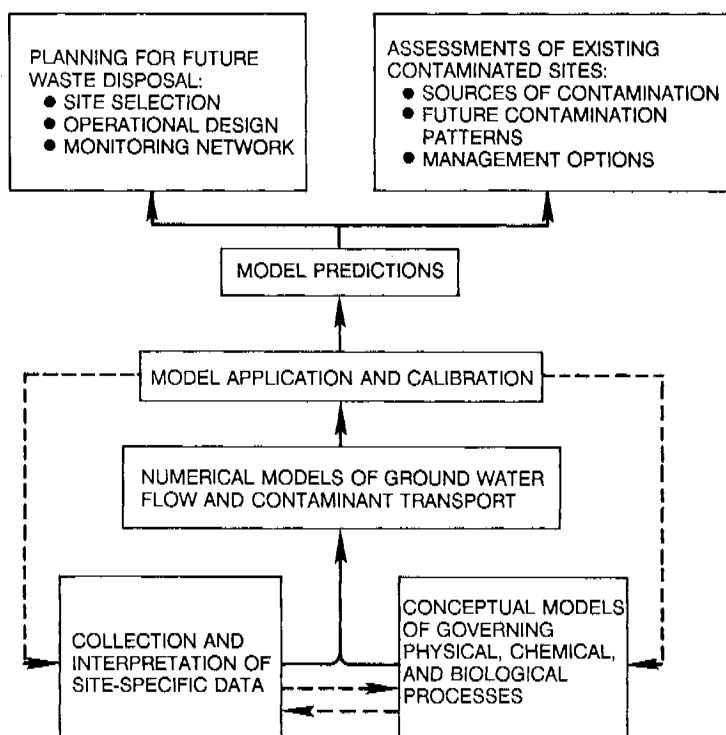 PLANNING FOR FUTURE
WASTE DISPOSAL:
● SITE SELECTION
● OPERATIONAL DESIGN
● MONITORING NETWORK
ASSESSMENTS OF EXISTING
CONTAMINATED SITES:
● SOURCES OF CONTAMINATION
● FUTURE CONTAMINATION
PATTERNS
● MANAGEMENT OPTIONS
MODEL PREDICTIONS
MODEL APPLICATION AND CALIBRATION
NUMERICAL MODELS OF GROUND WATER
FLOW AND CONTAMINANT TRANSPORT
COLLECTION AND
INTERPRETATION OF
SITE-SPECIFIC DATA
CONCEPTUAL MODELS
OF GOVERNING
PHYSICAL, CHEMICAL,
AND BIOLOGICAL
PROCESSES